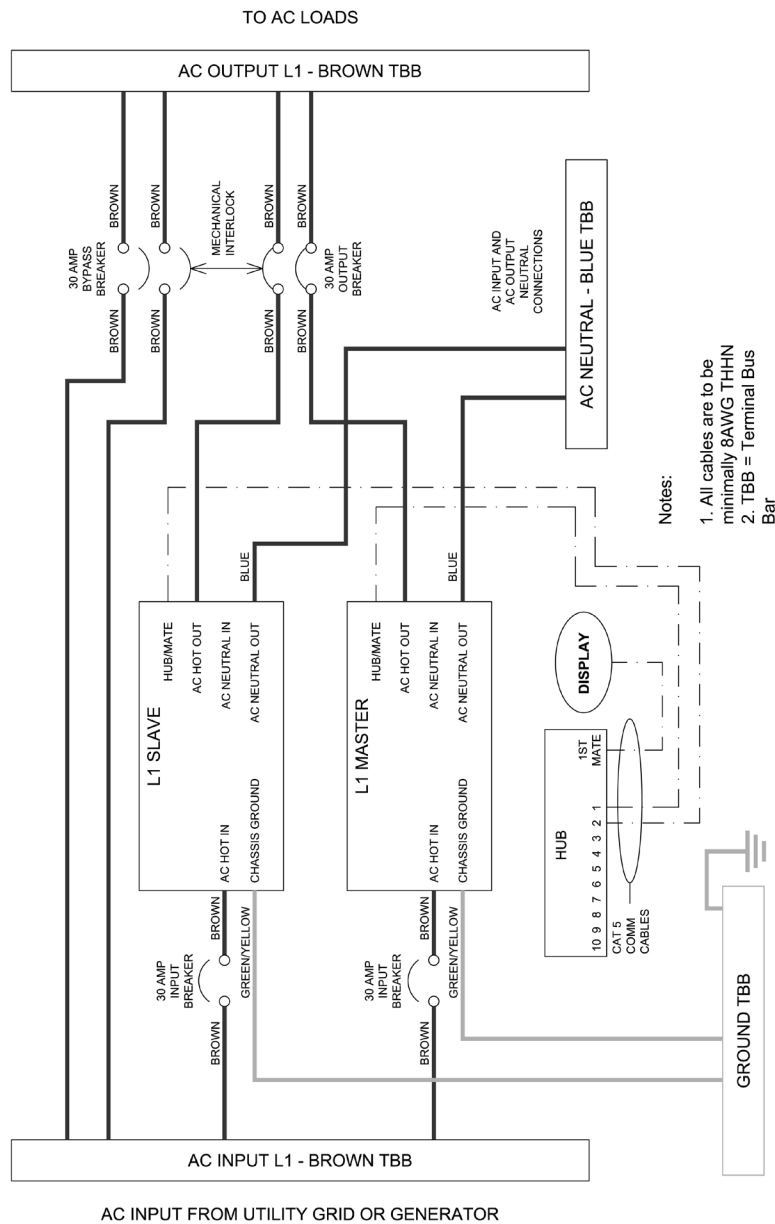 TO AC LOADS
AC OUTPUT L1 - BROWN TBB
BROWN
BROWN
BROWN
BROWN
30 AMP
BYPASS
BREAKER
MECHANICAL
INTERLOCK
30 AMP
OUTPUT
BREAKER
BROWN
BROWN
BROWN
BROWN
AC INPUT AND
AC OUTPUT
NEUTRAL
CONNECTIONS
AC NEUTRAL - BLUE TBB
BLUE
BLUE
L1 SLAVE
HUB/MATE
AC HOT OUT
AC NEUTRAL IN
AC NEUTRAL OUT
AC HOT IN
CHASSIS GROUND
L1 MASTER
HUB/MATE
AC HOT OUT
AC NEUTRAL IN
AC NEUTRAL OUT
AC HOT IN
CHASSIS GROUND
Notes:
1. All cables are to be
minimally 8AWG THHN
2. TBB = Terminal Bus
Bar
DISPLAY
HUB
1ST
MATE
10 9 8 7 6 5 4 3 2 1
CAT 5
COMM
CABLES
BROWN
GREEN/YELLOW
30 AMP
INPUT
BREAKER
BROWN
BROWN
GREEN/YELLOW
30 AMP
INPUT
BREAKER
BROWN
GROUND TBB
AC INPUT L1 - BROWN TBB
AC INPUT FROM UTILITY GRID OR GENERATOR